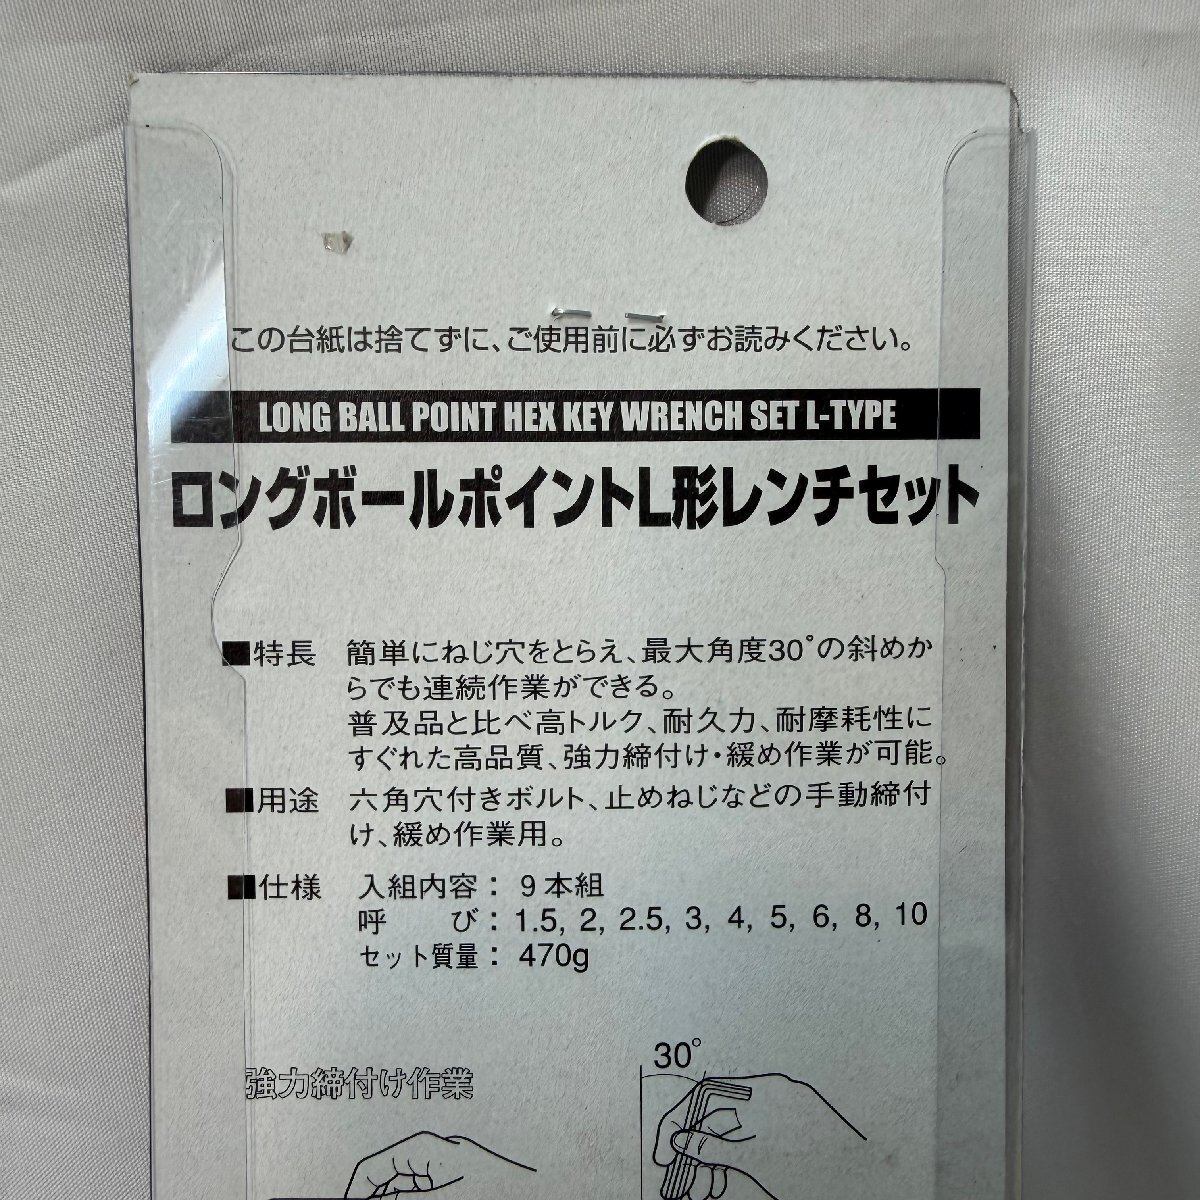 この台紙は捨てずに、ご使用前に必ずお読みください。
LONG BALL POINT HEX KEY WRENCH SET L-TYPE
ロングボールポイントL形レンチセット
■特長 簡単にねじ穴をとらえ、最大角度30°の斜めか
らでも連続作業ができる。
普及品と比べ高トルク、耐久力、耐摩耗性に
すぐれた高品質、強力締付け・緩め作業が可能。
■用途 六角穴付きボルト、止めねじなどの手動締付
け、緩め作業用。
■仕様 入組内容：9本組
呼び：1.5, 2, 2.5, 3, 4, 5, 6, 8, 10
セット質量：470g
30°
強力締付け作業